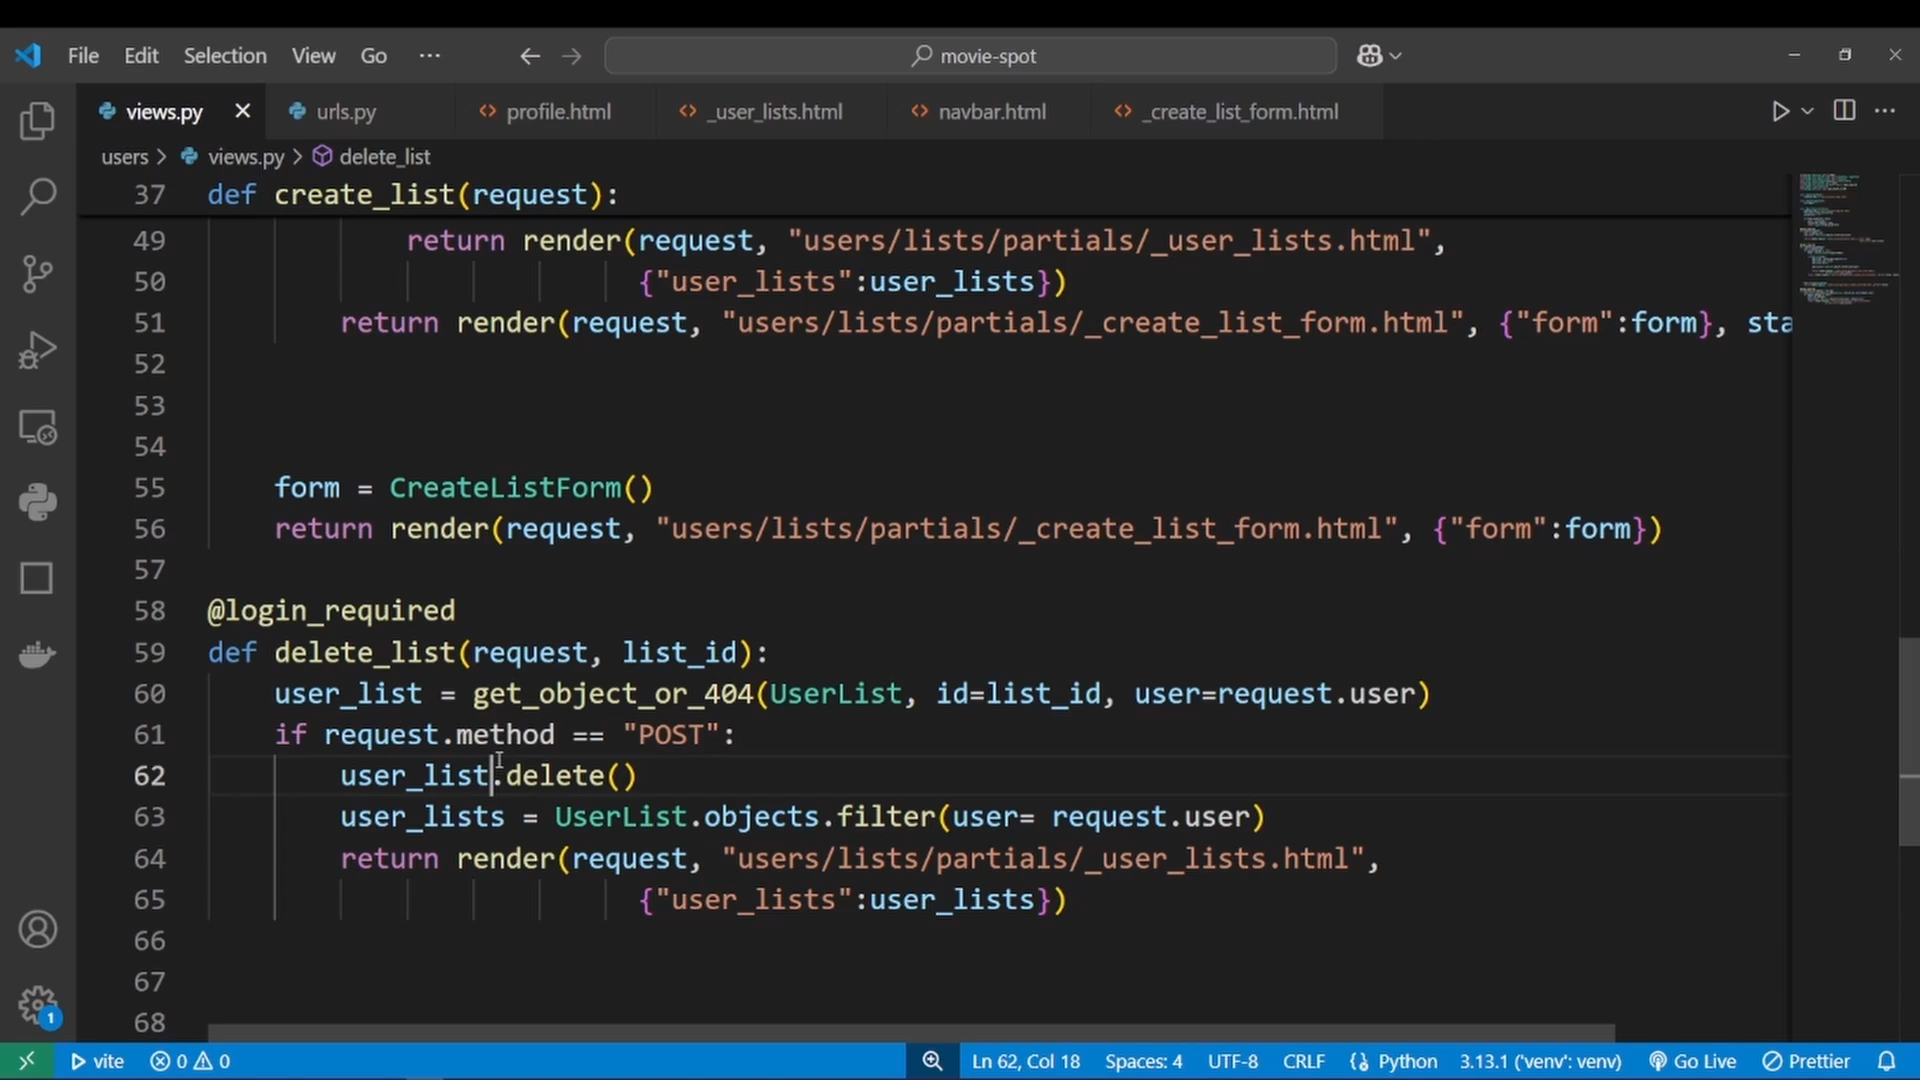 File Edit Selection View Go ··· movie-spot
views.py urls.py profile.html _user_lists.html navbar.html _create_list_form.html
users > views.py > delete_list
37 def create_list(request):
49 return render(request, "users/lists/partials/_user_lists.html",
50 {"user_lists":user_lists})
51 return render(request, "users/lists/partials/_create_list_form.html", {"form":form}, sta
52
53
54
55 form = CreateListForm()
56 return render(request, "users/lists/partials/_create_list_form.html", {"form":form})
57
58 @login_required
59 def delete_list(request, list_id):
60 user_list = get_object_or_404(UserList, id=list_id, user=request.user)
61 if request.method == "POST":
62 user_list.delete()
63 user_lists = UserList.objects.filter(user= request.user)
64 return render(request, "users/lists/partials/_user_lists.html",
65 {"user_lists":user_lists})
66
67
68
1
vite 0 0 Ln 62, Col 18 Spaces: 4 UTF-8 CRLF Python 3.13.1 ('venv': venv) Go Live Prettier